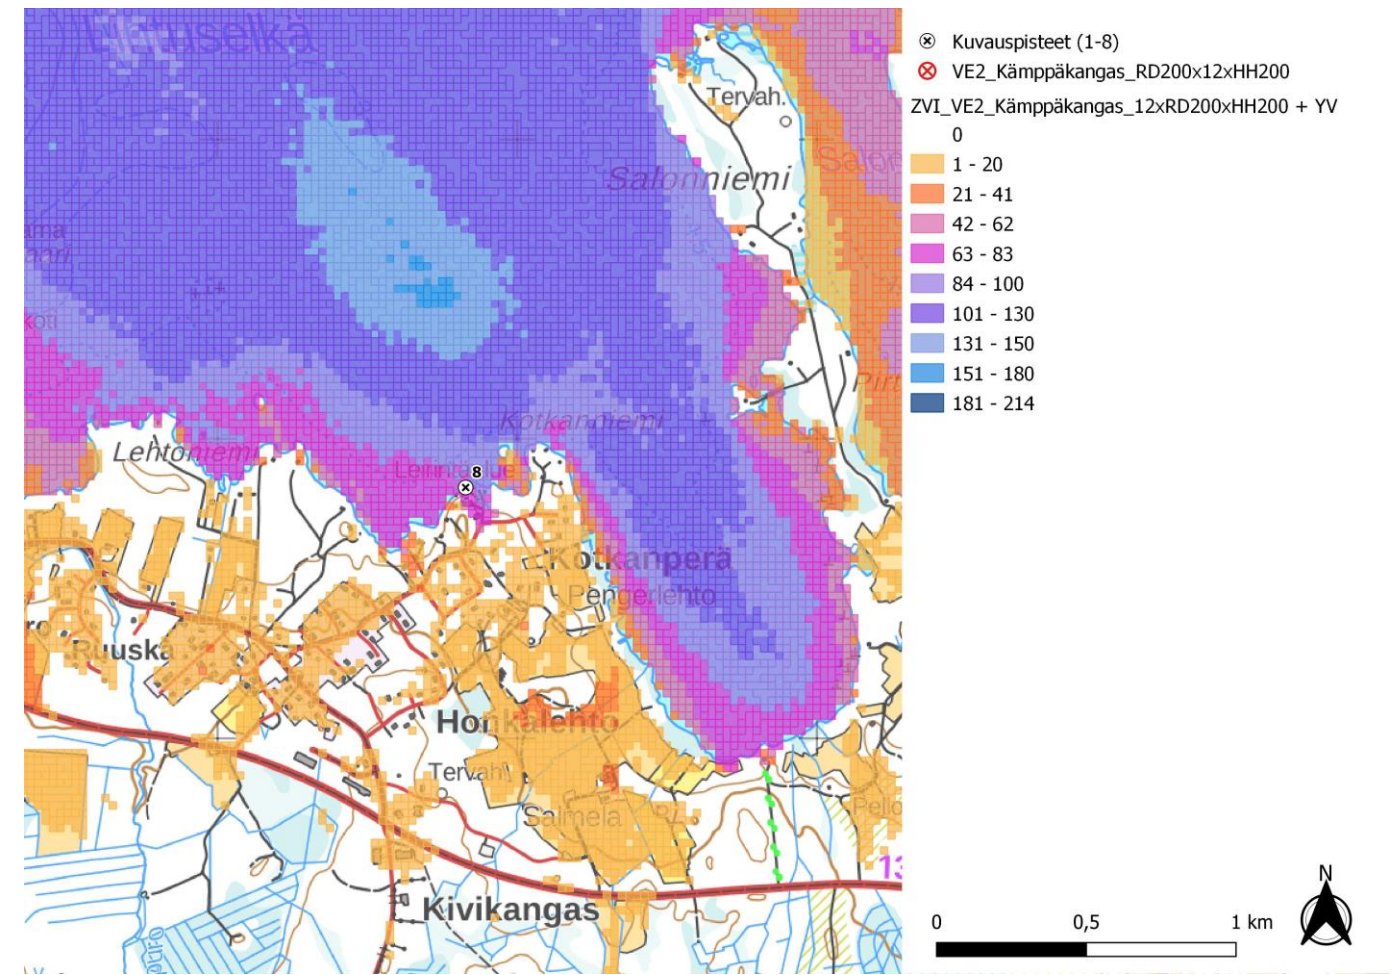 Kuvauspisteet (1-8)
VE2_Kämppäkangas_RD200x12xHH200
ZVI_VE2_Kämppäkangas_12xRD200xHH200 + YV
0
1 - 20
21 - 41
42 - 62
63 - 83
84 - 100
101 - 130
131 - 150
151 - 180
181 - 214
Tervah.
Salonniemi
Kotkanniemi
Lehtoniemi
8
Kotkanperä
Pengerlehto
Ruuska
Honkalehto
Tervah.
Salmela
Kivikangas
N
0 0,5 1 km